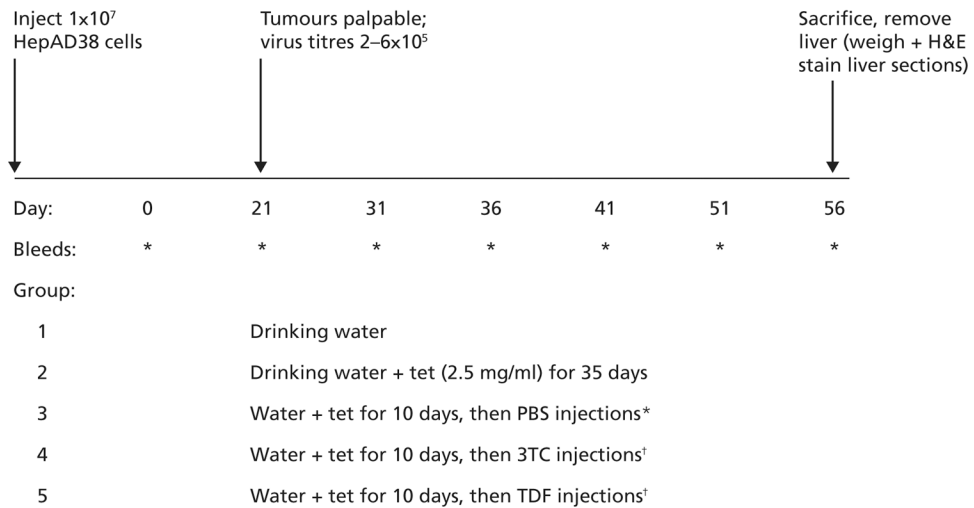 Inject 1x10⁷
HepAD38 cells
Tumours palpable;
virus titres 2–6x10⁵
Sacrifice, remove
liver (weigh + H&E
stain liver sections)
Day: 0 21 31 36 41 51 56
Bleeds: * * * * * * *
Group:
1 Drinking water
2 Drinking water + tet (2.5 mg/ml) for 35 days
3 Water + tet for 10 days, then PBS injections*
4 Water + tet for 10 days, then 3TC injections†
5 Water + tet for 10 days, then TDF injections†